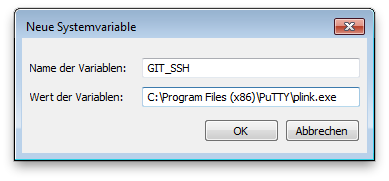 Neue Systemvariable
Name der Variablen: GIT_SSH
Wert der Variablen: C:\Program Files (x86)\PuTTY\plink.exe
OK Abbrechen